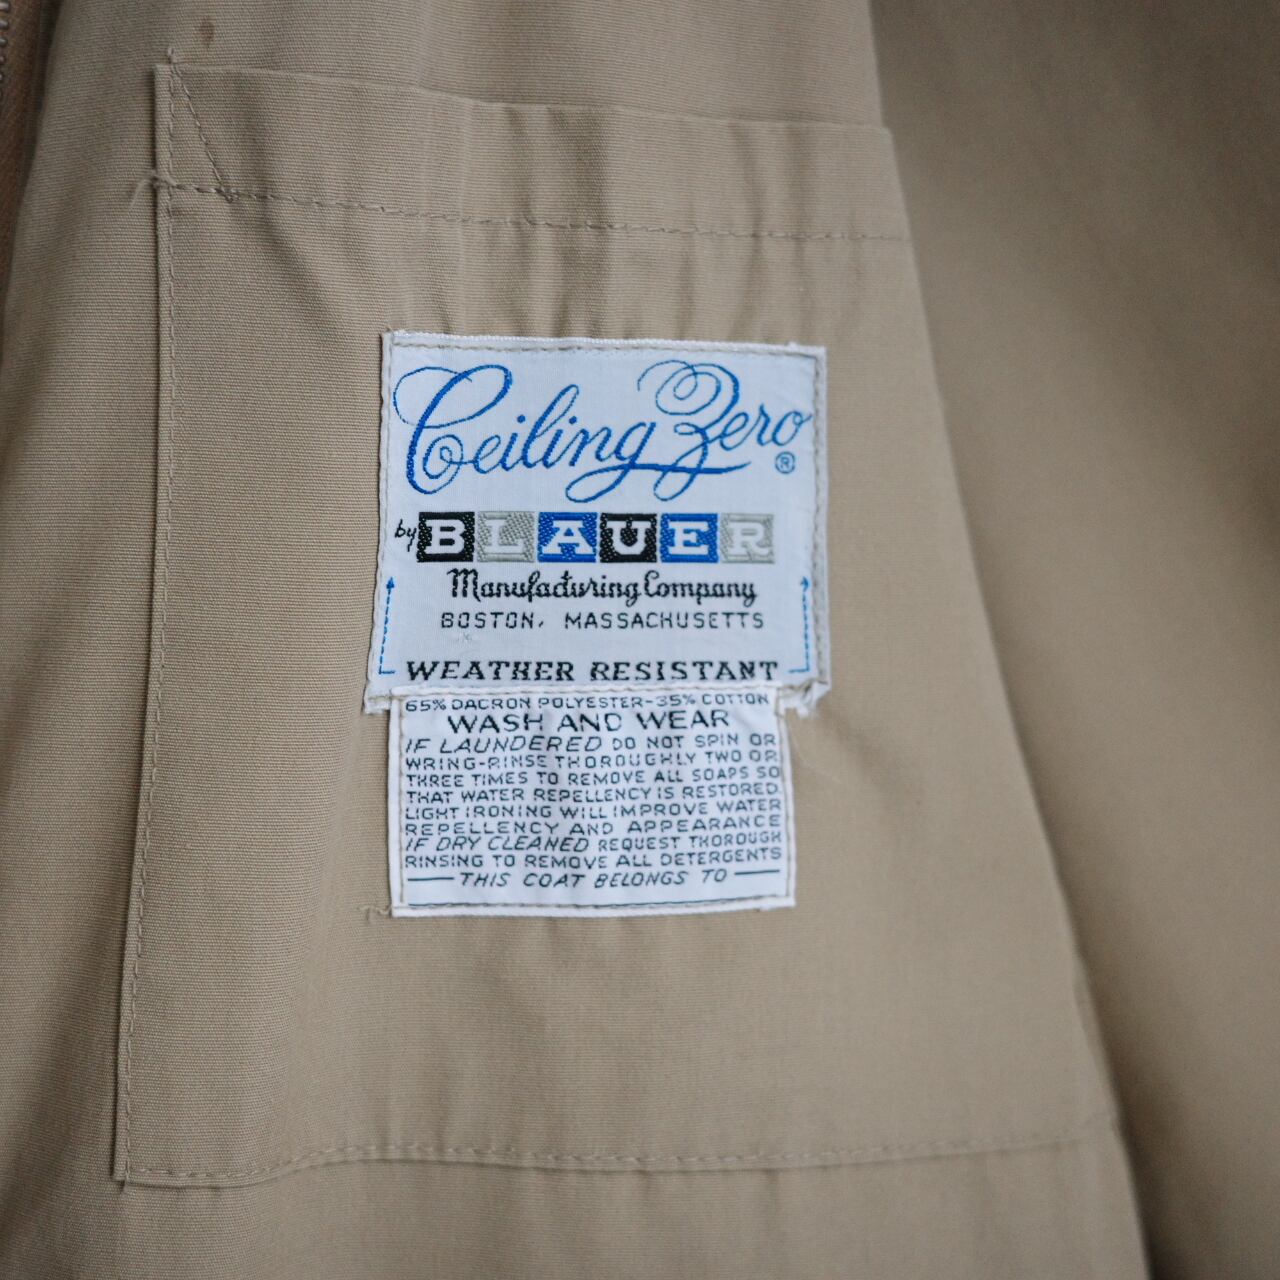 Ceiling Zero ®
by BLAUER
Manufacturing Company
BOSTON, MASSACHUSETTS
WEATHER RESISTANT
65% DACRON POLYESTER-35% COTTON
WASH AND WEAR
IF LAUNDERED DO NOT SPIN OR
WRING-RINSE THOROUGHLY TWO OR
THREE TIMES TO REMOVE ALL SOAPS SO
THAT WATER REPELLENCY IS RESTORED.
LIGHT IRONING WILL IMPROVE WATER
REPELLENCY AND APPEARANCE
IF DRY CLEANED REQUEST THOROUGH
RINSING TO REMOVE ALL DETERGENTS
THIS COAT BELONGS TO